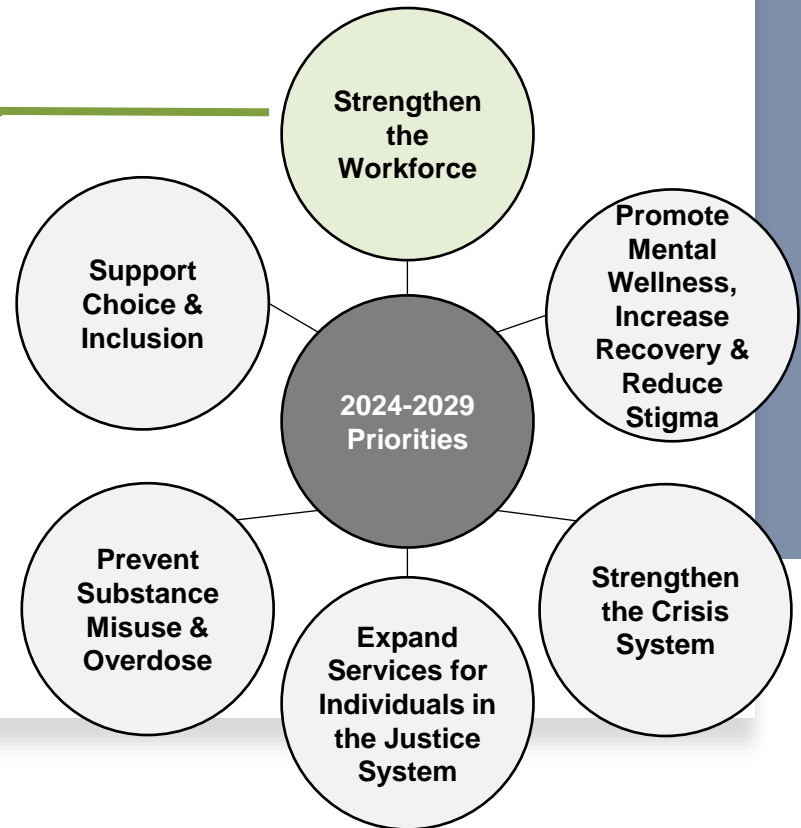 Strengthen
the
Workforce
Promote
Mental
Wellness,
Increase
Recovery &
Reduce
Stigma
Support
Choice &
Inclusion
2024-2029
Priorities
Prevent
Substance
Misuse &
Overdose
Expand
Services for
Individuals in
the Justice
System
Strengthen
the Crisis
System